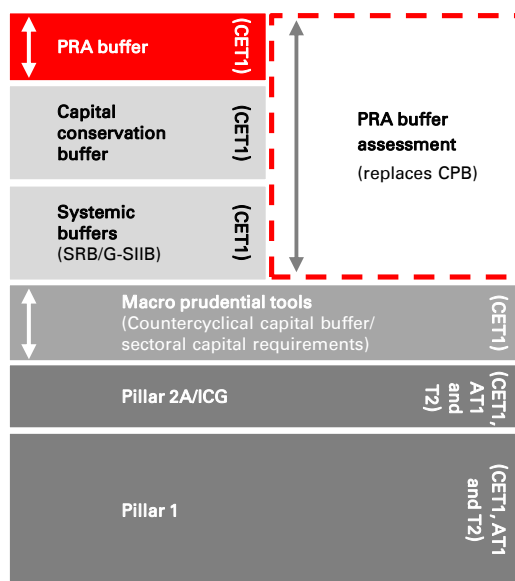 PRA buffer
(CET1)
Capital
conservation
buffer
(CET1)
Systemic
buffers
(SRB/G-SIIB)
(CET1)
PRA buffer
assessment
(replaces CPB)
Macro prudential tools
(Countercyclical capital buffer/
sectoral capital requirements)
(CET1)
Pillar 2A/ICG
(CET1,
AT1
and
T2)
Pillar 1
(CET1, AT1
and T2)